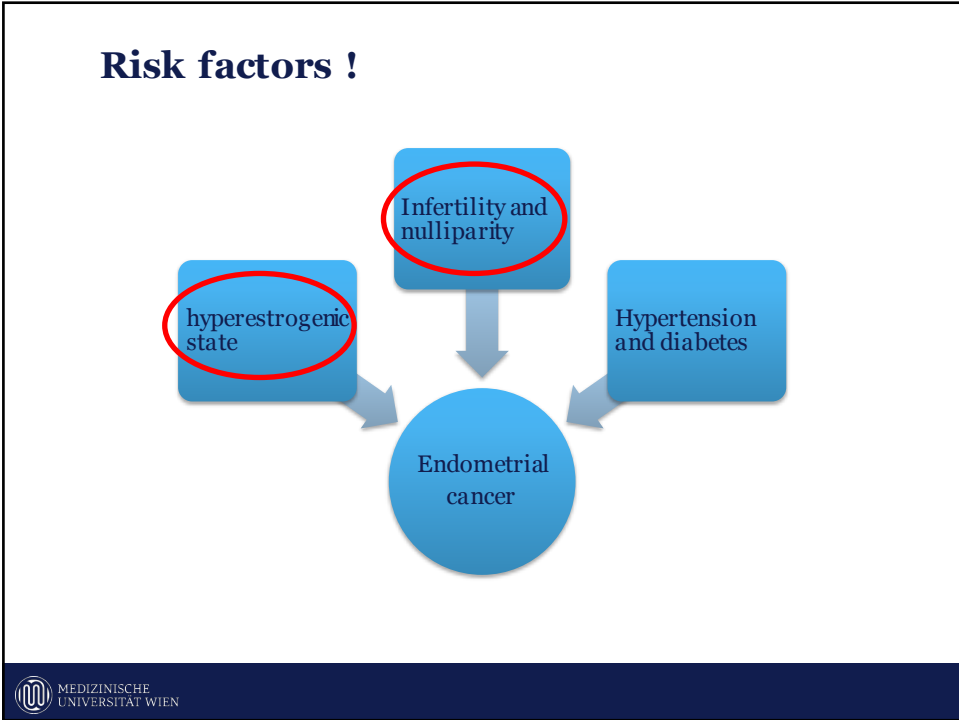 Risk factors !
Infertility and
nulliparity
hyperestrogenic
state
Hypertension
and diabetes
Endometrial
cancer
MEDIZINISCHE
UNIVERSITÄT WIEN